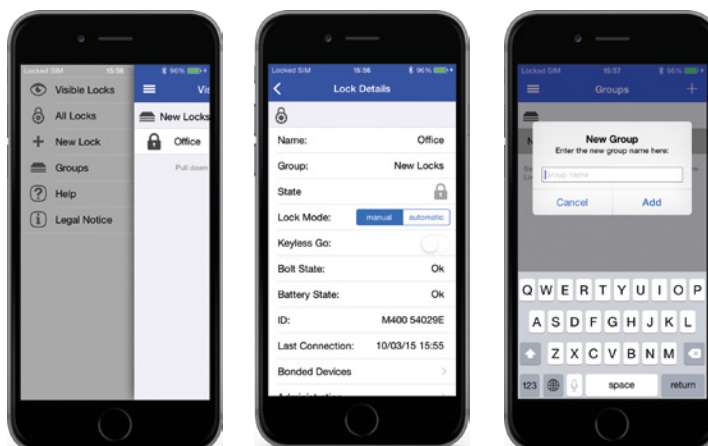 Locked SIM 15:56 96%
Visible Locks
All Locks
New Lock
Groups
Help
Legal Notice
Vis
New Locks
Office
Pull down
Locked SIM 15:56 96%
Lock Details
Name: Office
Group: New Locks
State
Lock Mode: manual automatic
Keyless Go:
Bolt State: Ok
Battery State: Ok
ID: M400 54029E
Last Connection: 10/03/15 15:55
Bonded Devices
Administration
Locked SIM 15:57 96%
Groups
N
New Group
Enter the new group name here:
Group name
Cancel Add
Q W E R T Y U I O P
A S D F G H J K L
Z X C V B N M
123 space return